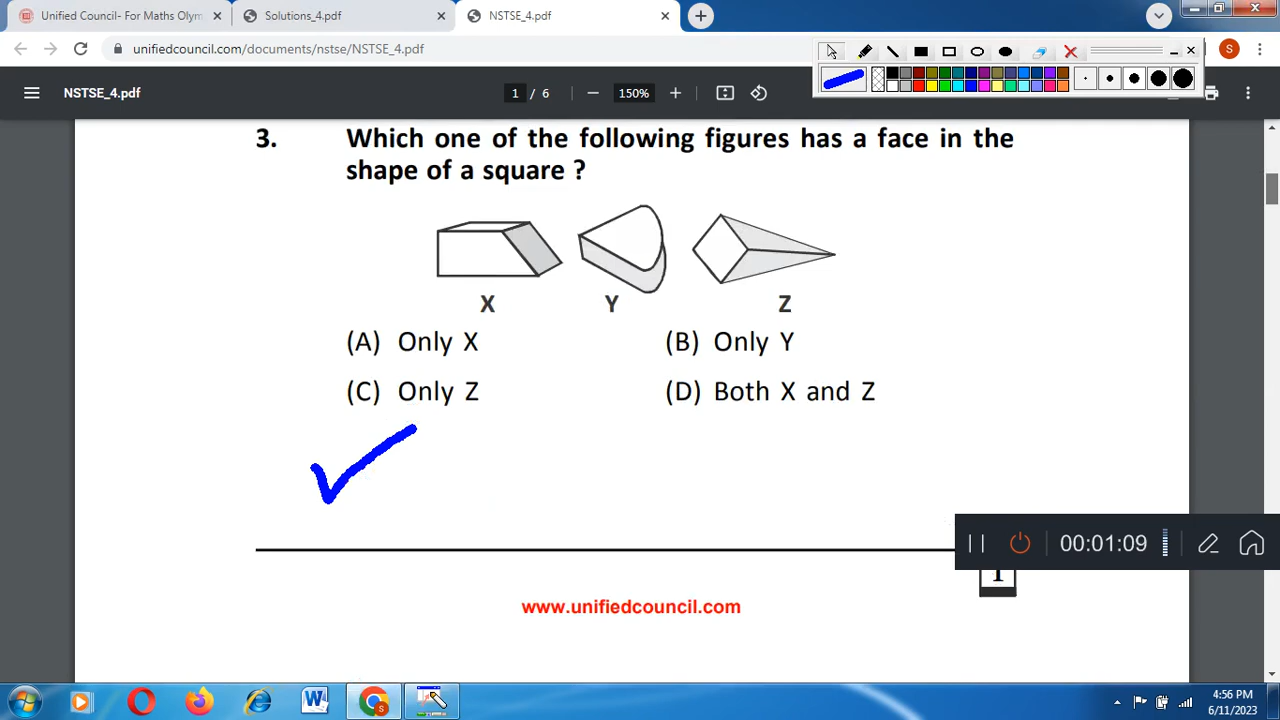 Unified Council- For Maths Olym
Solutions_4.pdf
NSTSE_4.pdf
unifiedcouncil.com/documents/nstse/NSTSE_4.pdf
S
NSTSE_4.pdf
1 / 6
150%
3. Which one of the following figures has a face in the
shape of a square ?
X Y Z
(A) Only X (B) Only Y
(C) Only Z (D) Both X and Z
00:01:09
1
www.unifiedcouncil.com
4:56 PM
6/11/2023